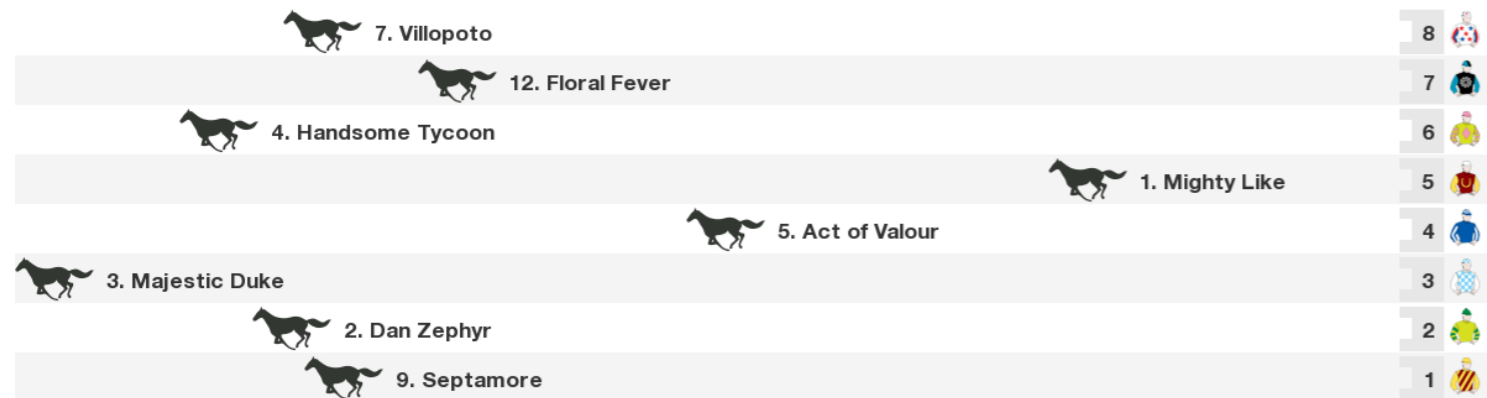 7. Villopoto 8
12. Floral Fever 7
4. Handsome Tycoon 6
1. Mighty Like 5
5. Act of Valour 4
3. Majestic Duke 3
2. Dan Zephyr 2
9. Septamore 1